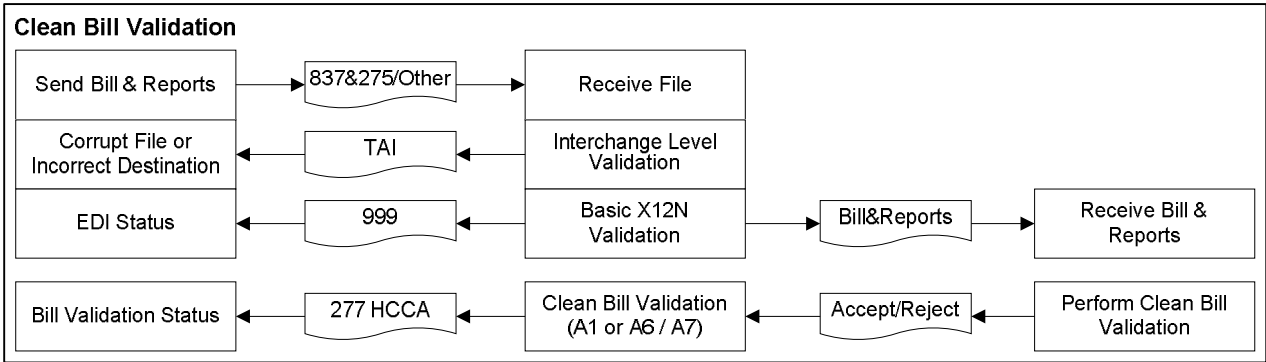 Clean Bill Validation
Send Bill & Reports
837&275/Other
Receive File
Corrupt File or
Incorrect Destination
TAI
Interchange Level
Validation
EDI Status
999
Basic X12N
Validation
Bill&Reports
Receive Bill &
Reports
Bill Validation Status
277 HCCA
Clean Bill Validation
(A1 or A6 / A7)
Accept/Reject
Perform Clean Bill
Validation